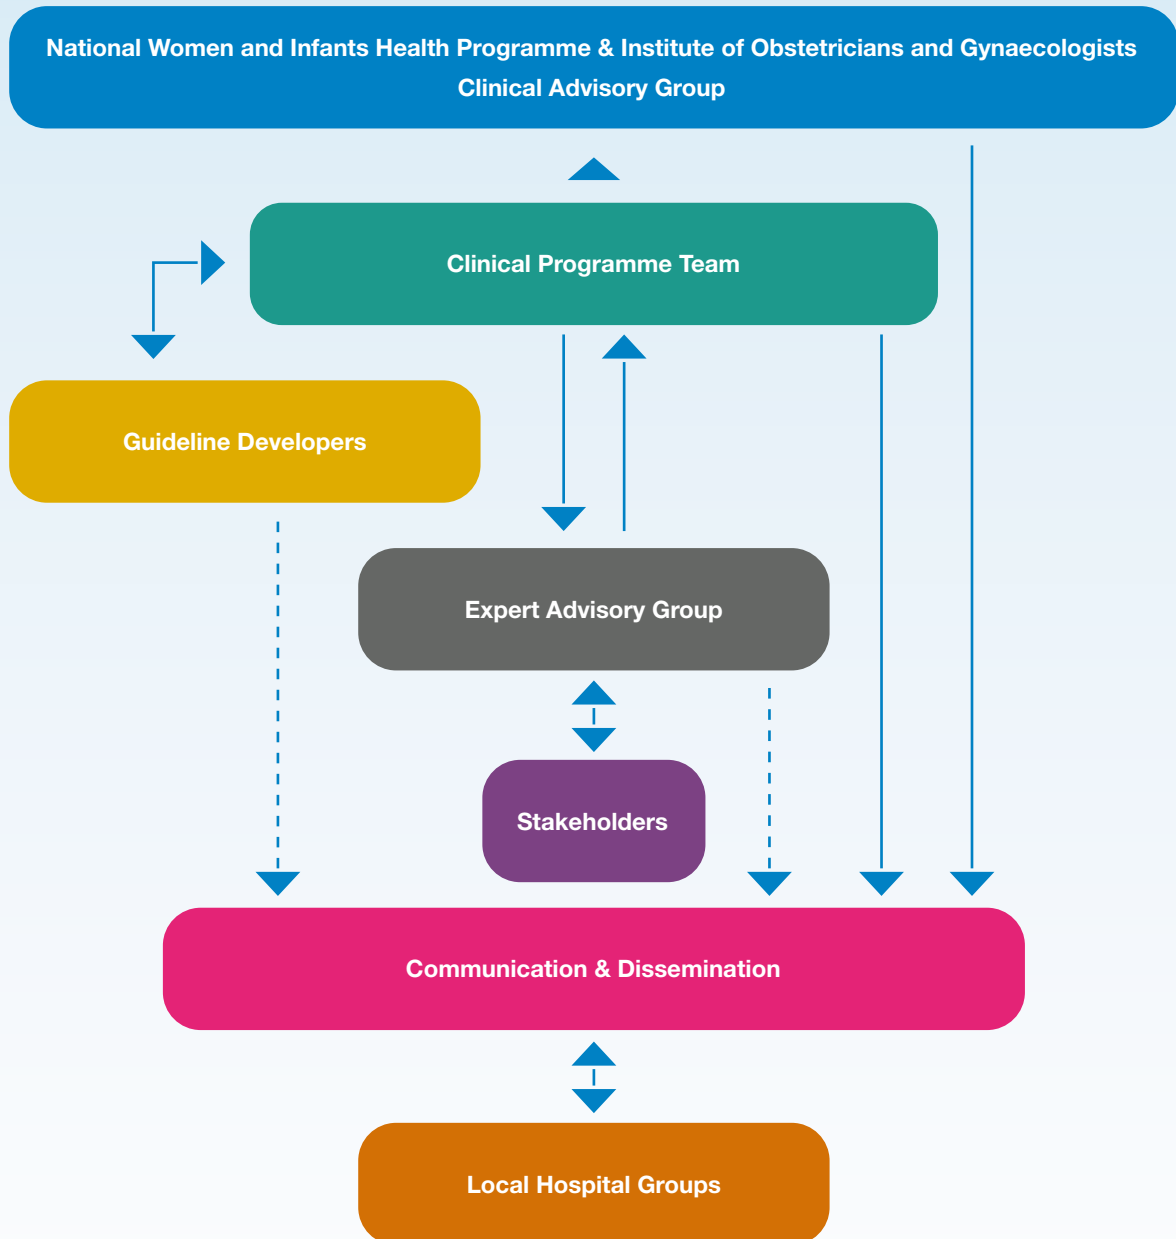 National Women and Infants Health Programme & Institute of Obstetricians and Gynaecologists
Clinical Advisory Group
Clinical Programme Team
Guideline Developers
Expert Advisory Group
Stakeholders
Communication & Dissemination
Local Hospital Groups